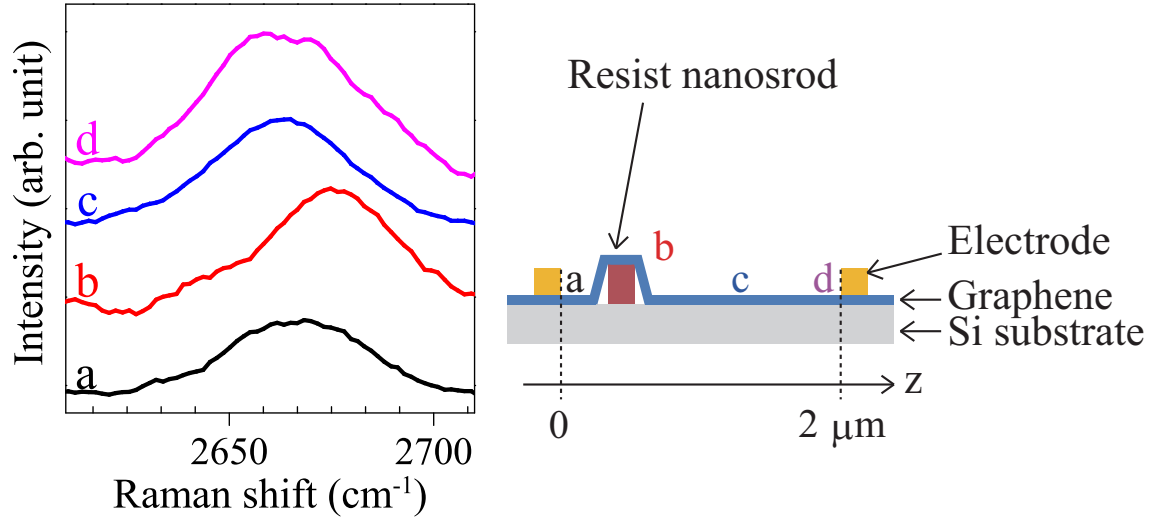 Intensity (arb. unit)
d
c
b
a
2650 2700
Raman shift (cm⁻¹)
Resist nanosrod
b
Electrode
a
c
d
Graphene
Si substrate
z
0
2 μm